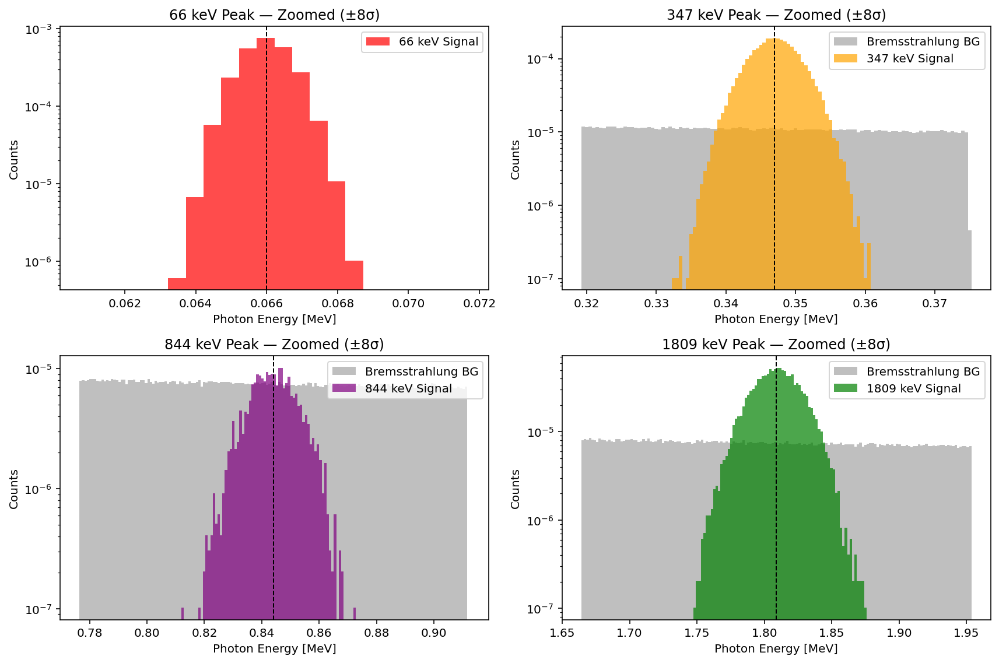 66 keV Peak — Zoomed (±8σ)
10⁻³
10⁻⁴
10⁻⁵
10⁻⁶
Counts
66 keV Signal
0.062 0.064 0.066 0.068 0.070 0.072
Photon Energy [MeV]
347 keV Peak — Zoomed (±8σ)
10⁻⁴
10⁻⁵
10⁻⁶
10⁻⁷
Counts
Bremsstrahlung BG
347 keV Signal
0.32 0.33 0.34 0.35 0.36 0.37
Photon Energy [MeV]
844 keV Peak — Zoomed (±8σ)
10⁻⁵
10⁻⁶
10⁻⁷
Counts
Bremsstrahlung BG
844 keV Signal
0.78 0.80 0.82 0.84 0.86 0.88 0.90
Photon Energy [MeV]
1809 keV Peak — Zoomed (±8σ)
10⁻⁵
10⁻⁶
10⁻⁷
Counts
Bremsstrahlung BG
1809 keV Signal
1.65 1.70 1.75 1.80 1.85 1.90 1.95
Photon Energy [MeV]